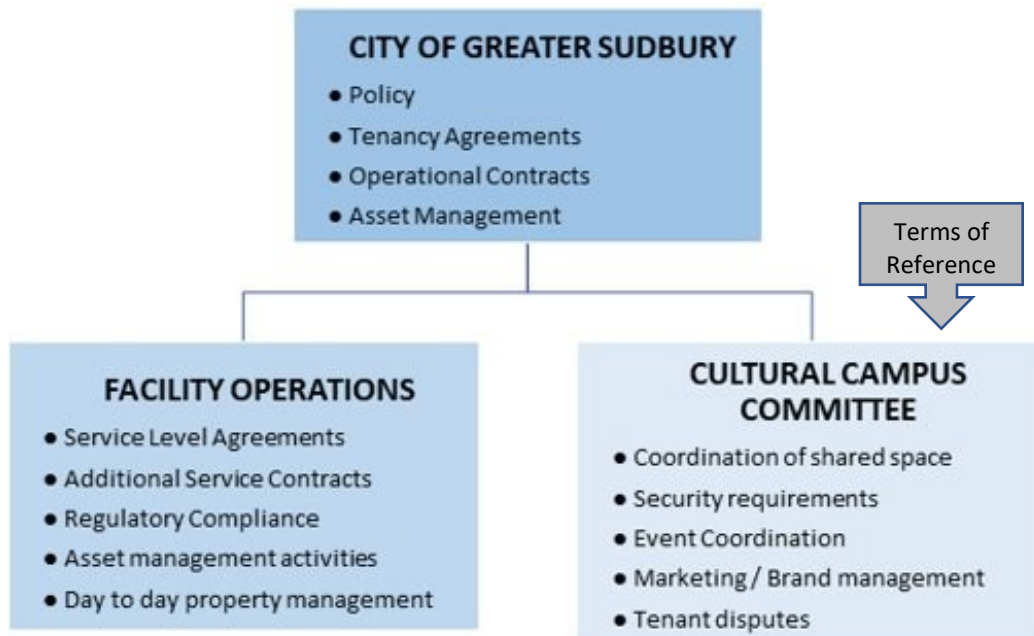 CITY OF GREATER SUDBURY
● Policy
● Tenancy Agreements
● Operational Contracts
● Asset Management
Terms of
Reference
FACILITY OPERATIONS
● Service Level Agreements
● Additional Service Contracts
● Regulatory Compliance
● Asset management activities
● Day to day property management
CULTURAL CAMPUS
COMMITTEE
● Coordination of shared space
● Security requirements
● Event Coordination
● Marketing / Brand management
● Tenant disputes